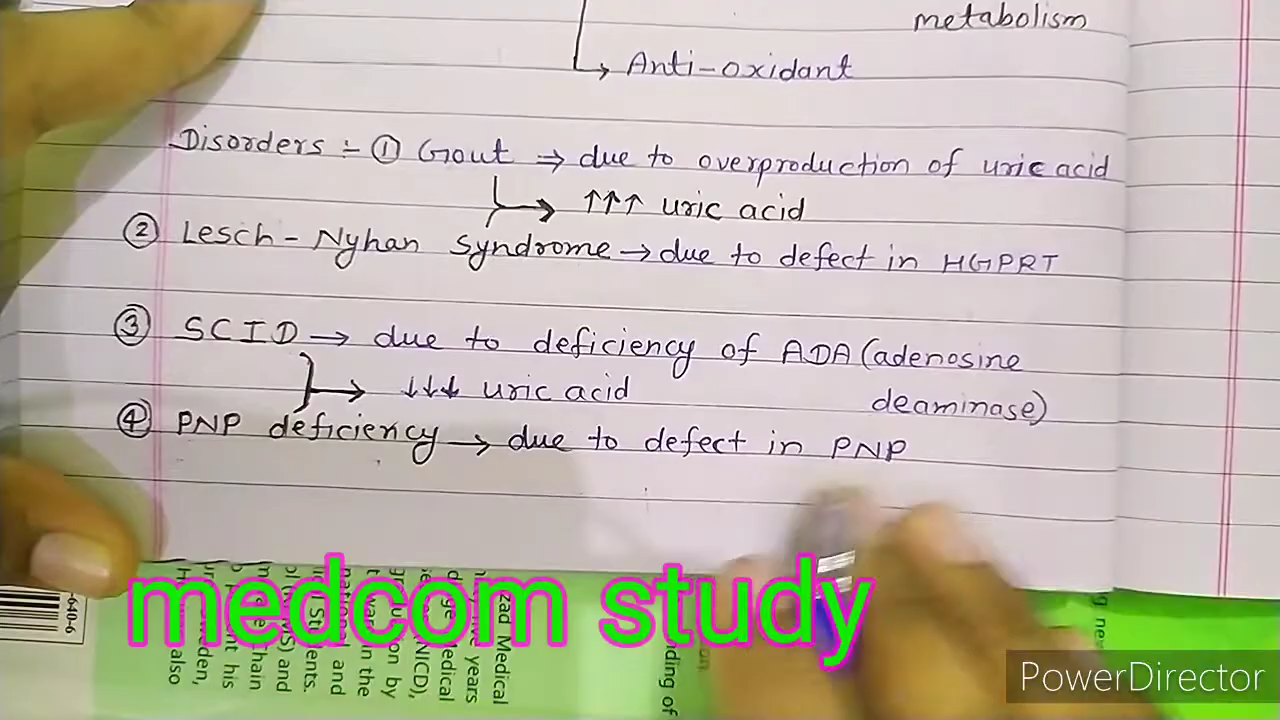 metabolism
↳ Anti-oxidant
Disorders :- ① Gout ⇒ due to overproduction of uric acid
↳ ↑↑↑ uric acid
② Lesch-Nyhan Syndrome → due to defect in HGPRT
③ SCID → due to deficiency of ADA (adenosine
deaminase)
} → ↓↓↓ uric acid
④ PNP deficiency → due to defect in PNP
medcom study
PowerDirector